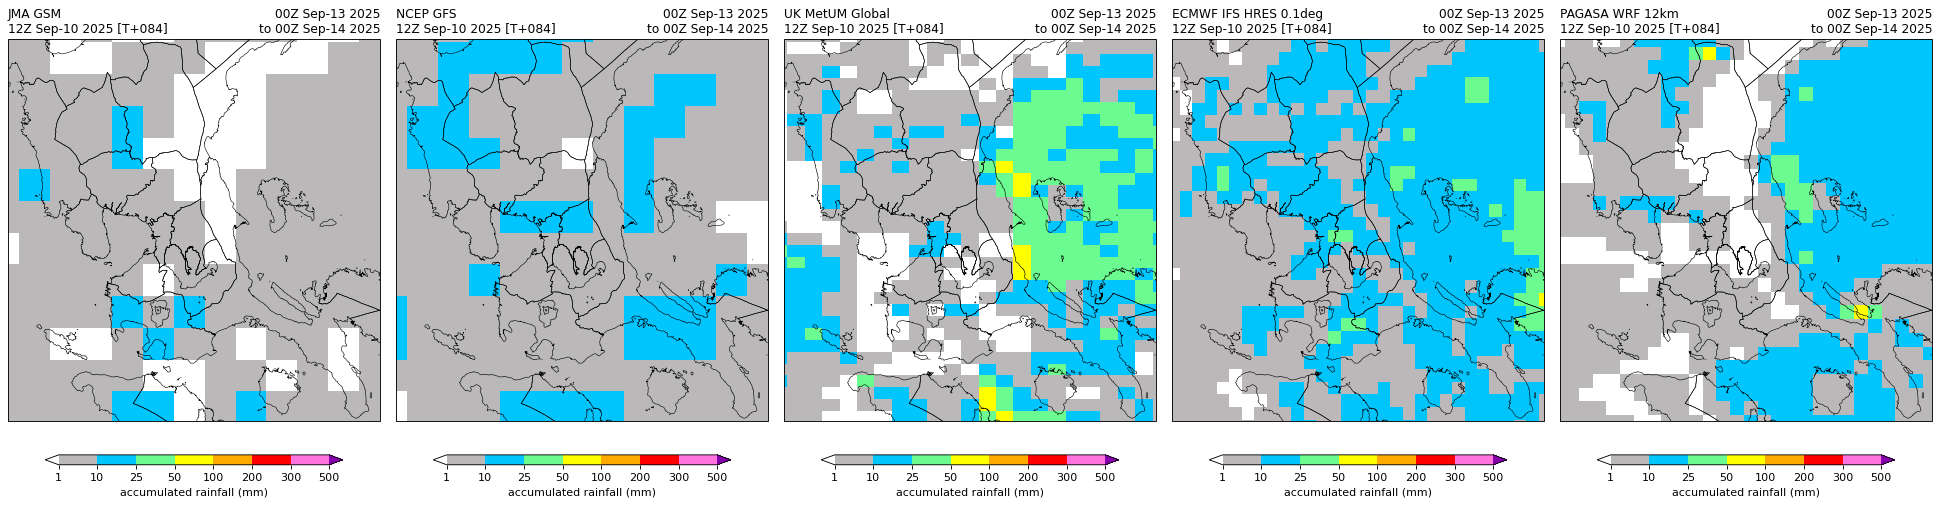 JMA GSM
00Z Sep-13 2025
12Z Sep-10 2025 [T+084]
to 00Z Sep-14 2025
NCEP GFS
00Z Sep-13 2025
12Z Sep-10 2025 [T+084]
to 00Z Sep-14 2025
UK MetUM Global
00Z Sep-13 2025
12Z Sep-10 2025 [T+084]
to 00Z Sep-14 2025
ECMWF IFS HRES 0.1deg
00Z Sep-13 2025
12Z Sep-10 2025 [T+084]
to 00Z Sep-14 2025
PAGASA WRF 12km
00Z Sep-13 2025
12Z Sep-10 2025 [T+084]
to 00Z Sep-14 2025
1 10 25 50 100 200 300 500
accumulated rainfall (mm)
1 10 25 50 100 200 300 500
accumulated rainfall (mm)
1 10 25 50 100 200 300 500
accumulated rainfall (mm)
1 10 25 50 100 200 300 500
accumulated rainfall (mm)
1 10 25 50 100 200 300 500
accumulated rainfall (mm)